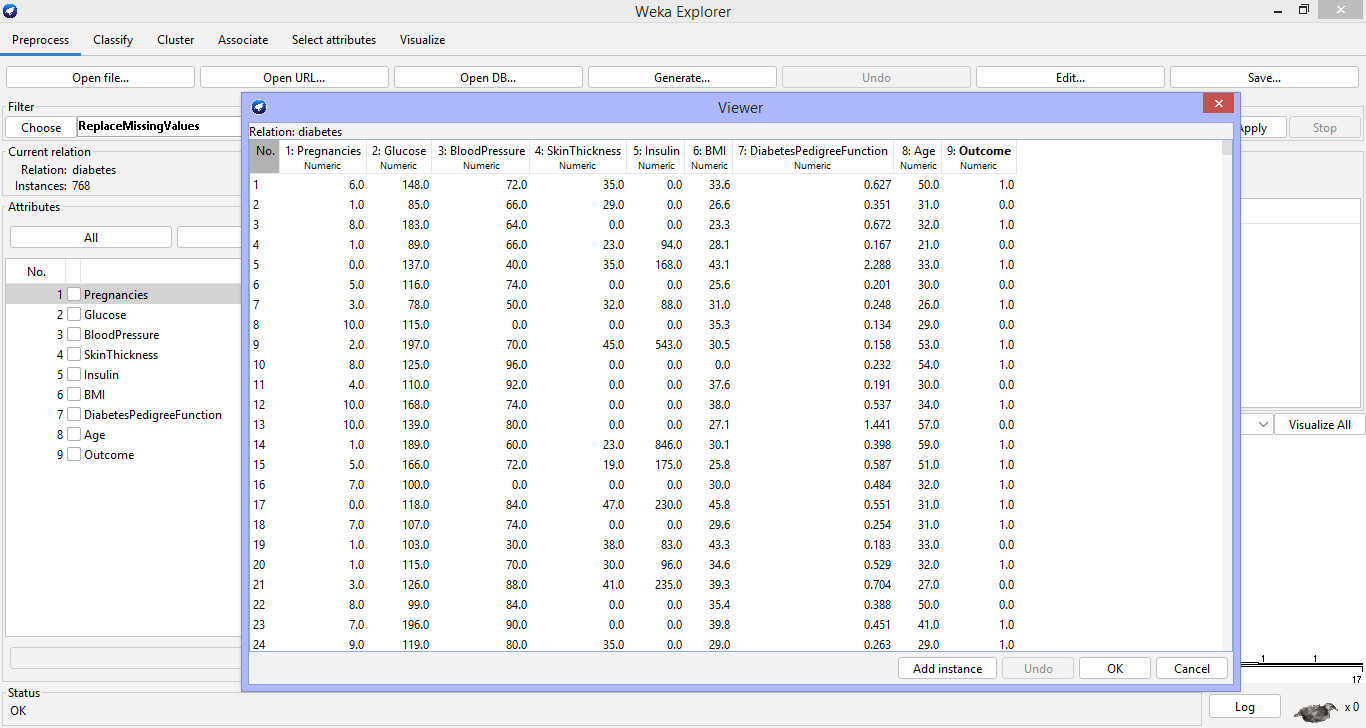 Weka Explorer
Preprocess Classify Cluster Associate Select attributes Visualize
Open file... Open URL... Open DB... Generate... Undo Edit... Save...
Filter
Choose ReplaceMissingValues Apply Stop
Current relation
Relation: diabetes
Instances: 768
Attributes
All
No.
1 Pregnancies
2 Glucose
3 BloodPressure
4 SkinThickness
5 Insulin
6 BMI
7 DiabetesPedigreeFunction
8 Age
9 Outcome
Viewer
Relation: diabetes
No. 1: Pregnancies 2: Glucose 3: BloodPressure 4: SkinThickness 5: Insulin 6: BMI 7: DiabetesPedigreeFunction 8: Age 9: Outcome
Numeric Numeric Numeric Numeric Numeric Numeric Numeric Numeric Numeric
1 6.0 148.0 72.0 35.0 0.0 33.6 0.627 50.0 1.0
2 1.0 85.0 66.0 29.0 0.0 26.6 0.351 31.0 0.0
3 8.0 183.0 64.0 0.0 0.0 23.3 0.672 32.0 1.0
4 1.0 89.0 66.0 23.0 94.0 28.1 0.167 21.0 0.0
5 0.0 137.0 40.0 35.0 168.0 43.1 2.288 33.0 1.0
6 5.0 116.0 74.0 0.0 0.0 25.6 0.201 30.0 0.0
7 3.0 78.0 50.0 32.0 88.0 31.0 0.248 26.0 1.0
8 10.0 115.0 0.0 0.0 0.0 35.3 0.134 29.0 0.0
9 2.0 197.0 70.0 45.0 543.0 30.5 0.158 53.0 1.0
10 8.0 125.0 96.0 0.0 0.0 0.0 0.232 54.0 1.0
11 4.0 110.0 92.0 0.0 0.0 37.6 0.191 30.0 0.0
12 10.0 168.0 74.0 0.0 0.0 38.0 0.537 34.0 1.0
13 10.0 139.0 80.0 0.0 0.0 27.1 1.441 57.0 0.0
14 1.0 189.0 60.0 23.0 846.0 30.1 0.398 59.0 1.0
15 5.0 166.0 72.0 19.0 175.0 25.8 0.587 51.0 1.0
16 7.0 100.0 0.0 0.0 0.0 30.0 0.484 32.0 1.0
17 0.0 118.0 84.0 47.0 230.0 45.8 0.551 31.0 1.0
18 7.0 107.0 74.0 0.0 0.0 29.6 0.254 31.0 1.0
19 1.0 103.0 30.0 38.0 83.0 43.3 0.183 33.0 0.0
20 1.0 115.0 70.0 30.0 96.0 34.6 0.529 32.0 1.0
21 3.0 126.0 88.0 41.0 235.0 39.3 0.704 27.0 0.0
22 8.0 99.0 84.0 0.0 0.0 35.4 0.388 50.0 0.0
23 7.0 196.0 90.0 0.0 0.0 39.8 0.451 41.0 1.0
24 9.0 119.0 80.0 35.0 0.0 29.0 0.263 29.0 1.0
Add instance Undo OK Cancel
Visualize All
1 1
17
Status
OK
Log x 0